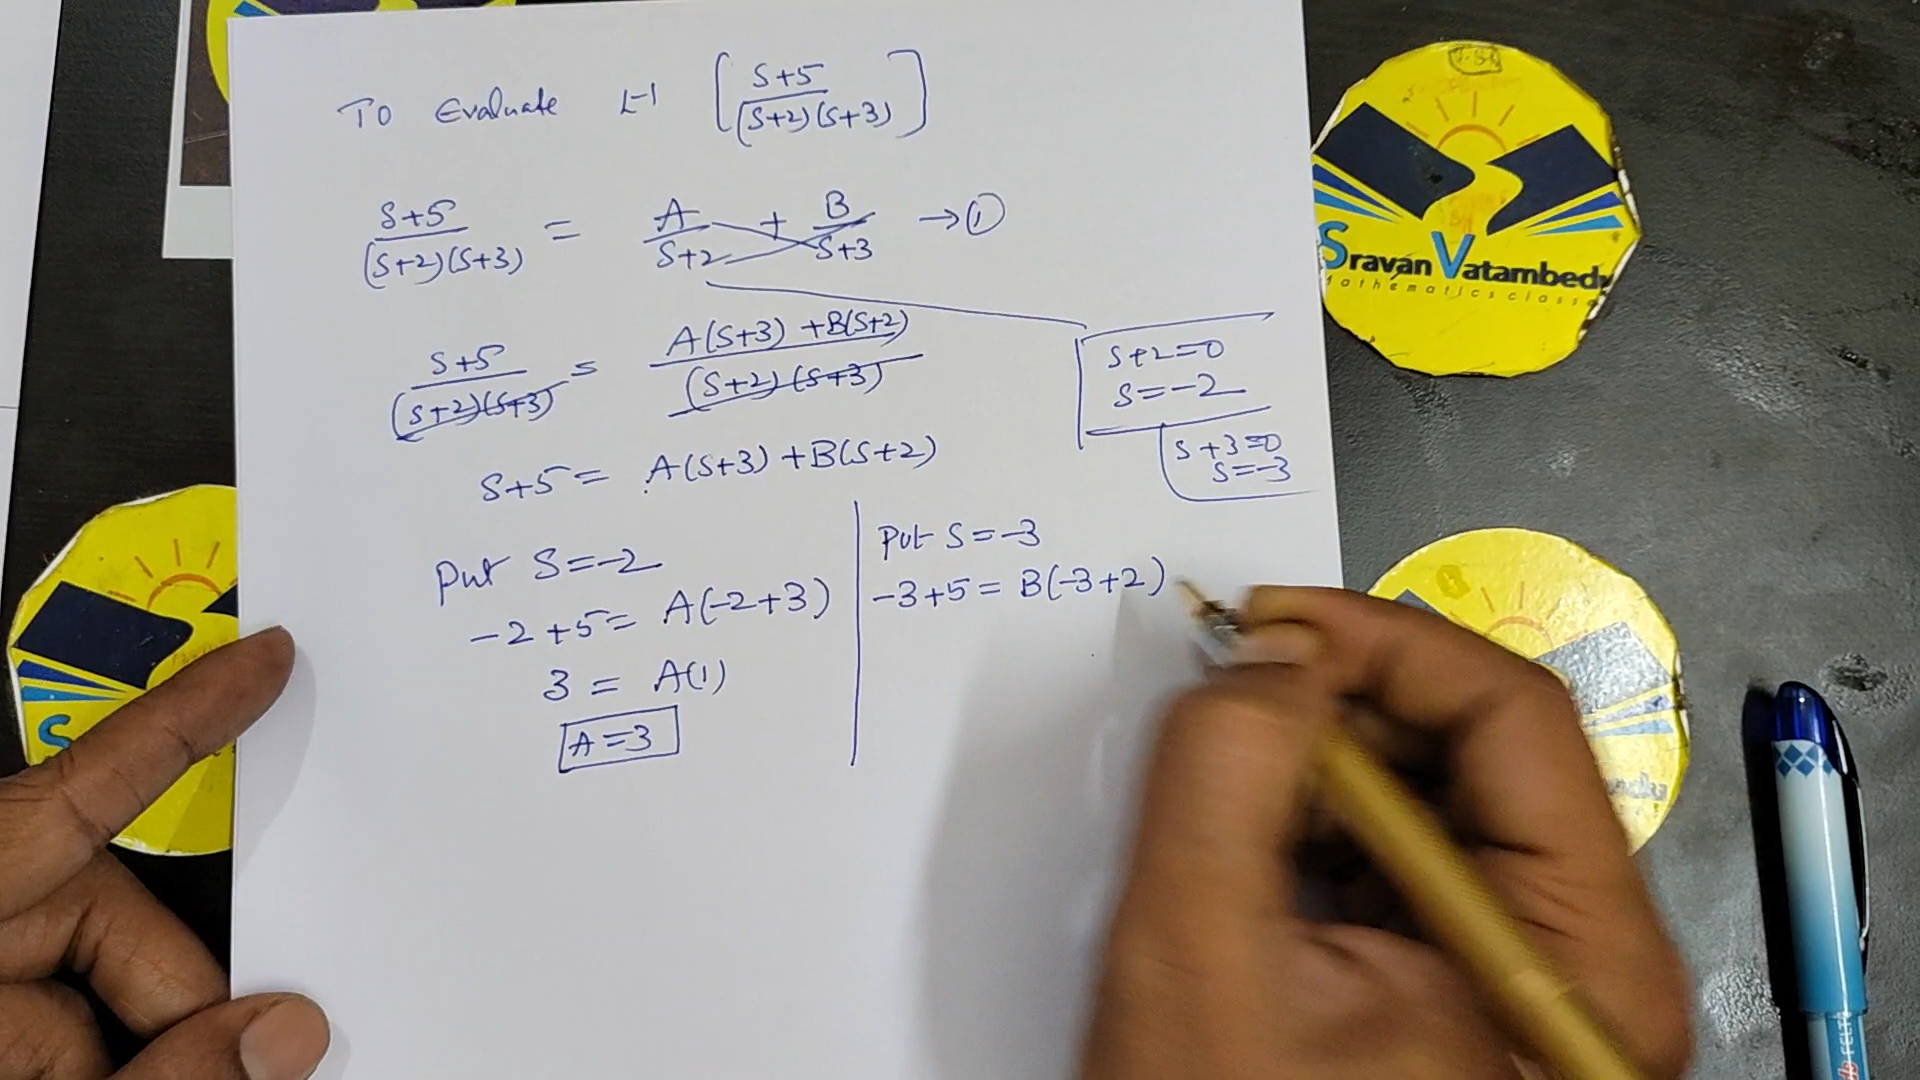 To Evaluate L-1 [ S+5 / (S+2)(S+3) ]
S+5 / (S+2)(S+3) = A / S+2 + B / S+3 → ①
S+5 / (S+2)(S+3) = A(S+3) + B(S+2) / (S+2)(S+3)
S+2=0
S=-2
S+3=0
S=-3
S+5 = A(S+3) + B(S+2)
Put S=-2
-2+5 = A(-2+3)
3 = A(1)
A=3
Put S=-3
-3+5 = B(-3+2)
Sravan Vatambedu
Mathematics classes
S
FELT